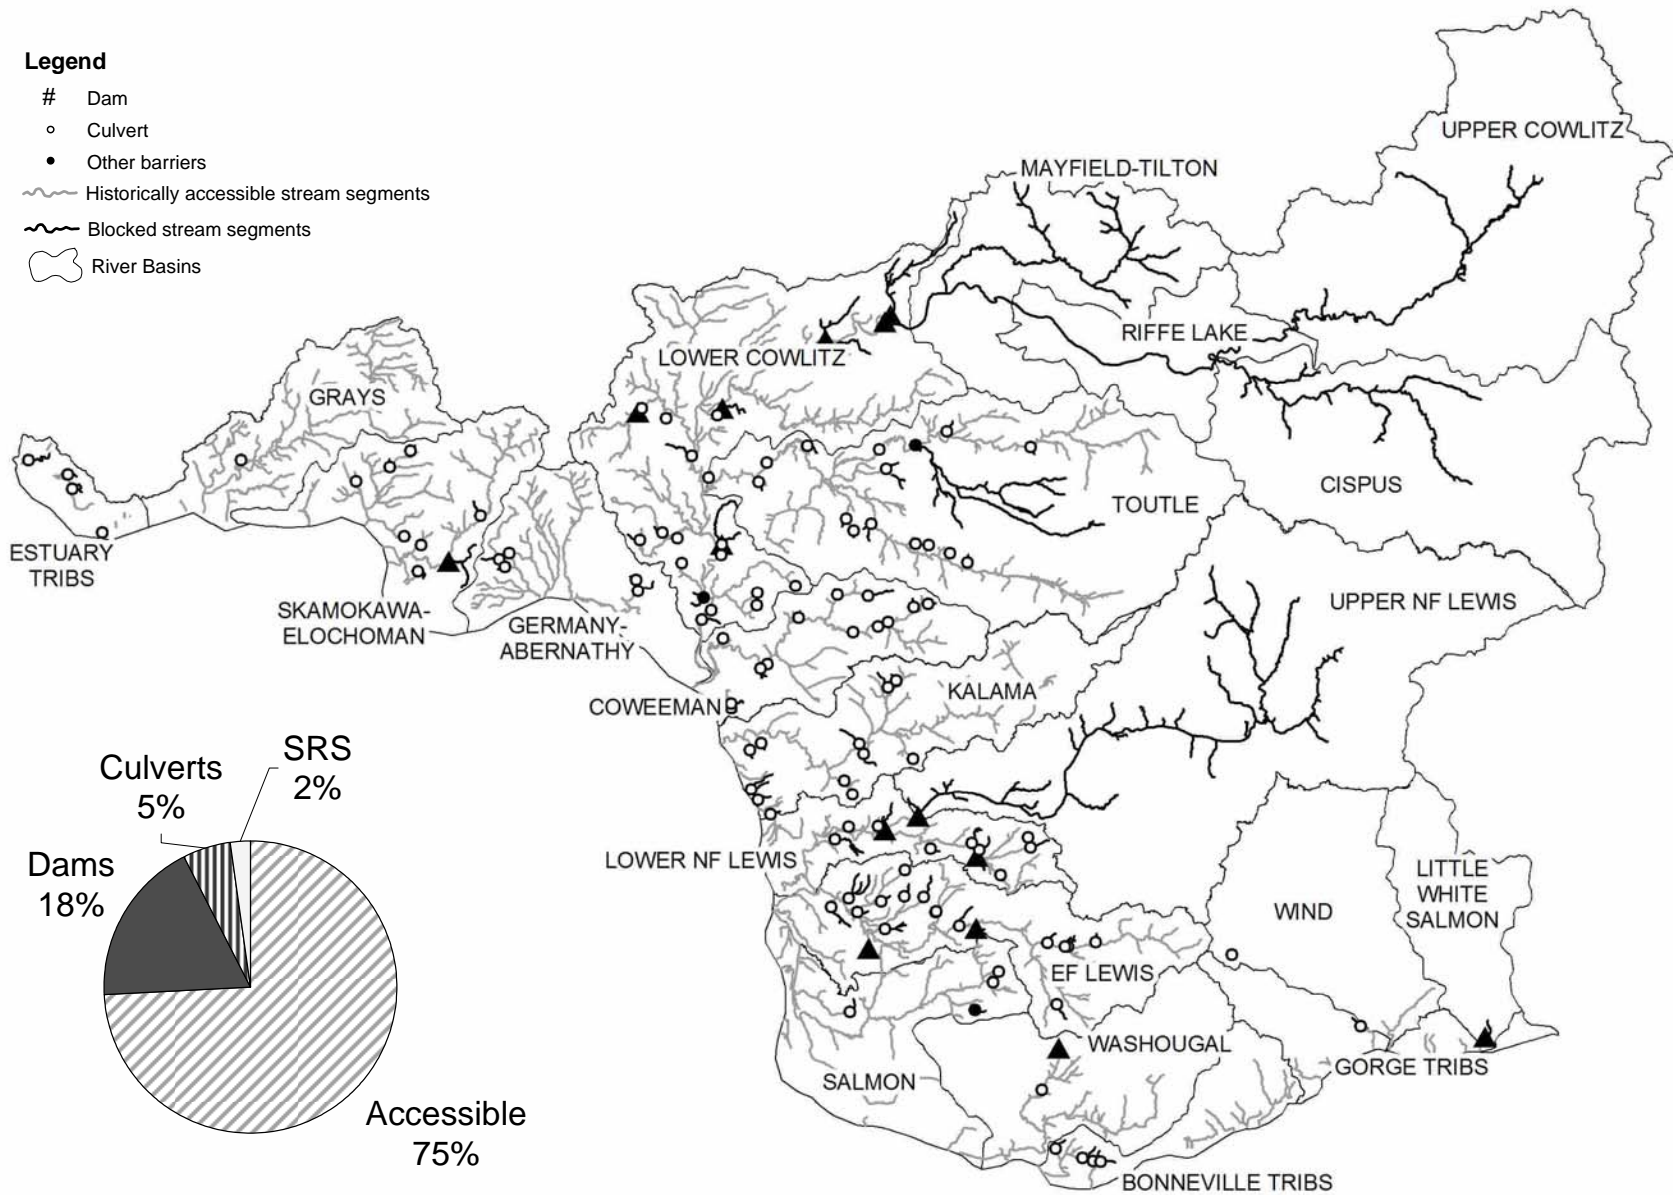 Legend
# Dam
Culvert
Other barriers
Historically accessible stream segments
Blocked stream segments
River Basins
UPPER COWLITZ
MAYFIELD-TILTON
RIFFE LAKE
LOWER COWLITZ
GRAYS
CISPUS
TOUTLE
ESTUARY
TRIBS
SKAMOKAWA-
ELOCHOMAN
GERMANY-
ABERNATHY
UPPER NF LEWIS
KALAMA
COWEEMAN
LOWER NF LEWIS
LITTLE
WHITE
SALMON
WIND
EF LEWIS
WASHOUGAL
GORGE TRIBS
SALMON
BONNEVILLE TRIBS
SRS
2%
Culverts
5%
Dams
18%
Accessible
75%